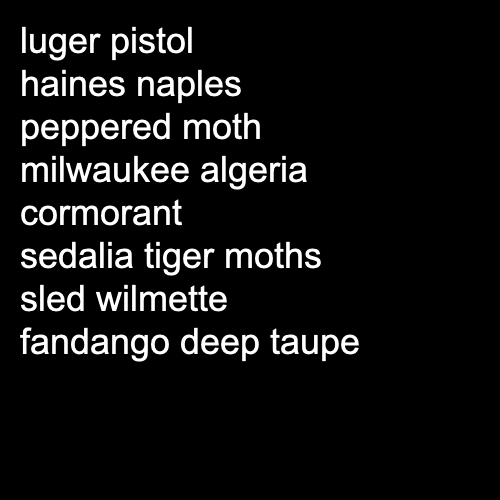 luger pistol
haines naples
peppered moth
milwaukee algeria
cormorant
sedalia tiger moths
sled wilmette
fandango deep taupe